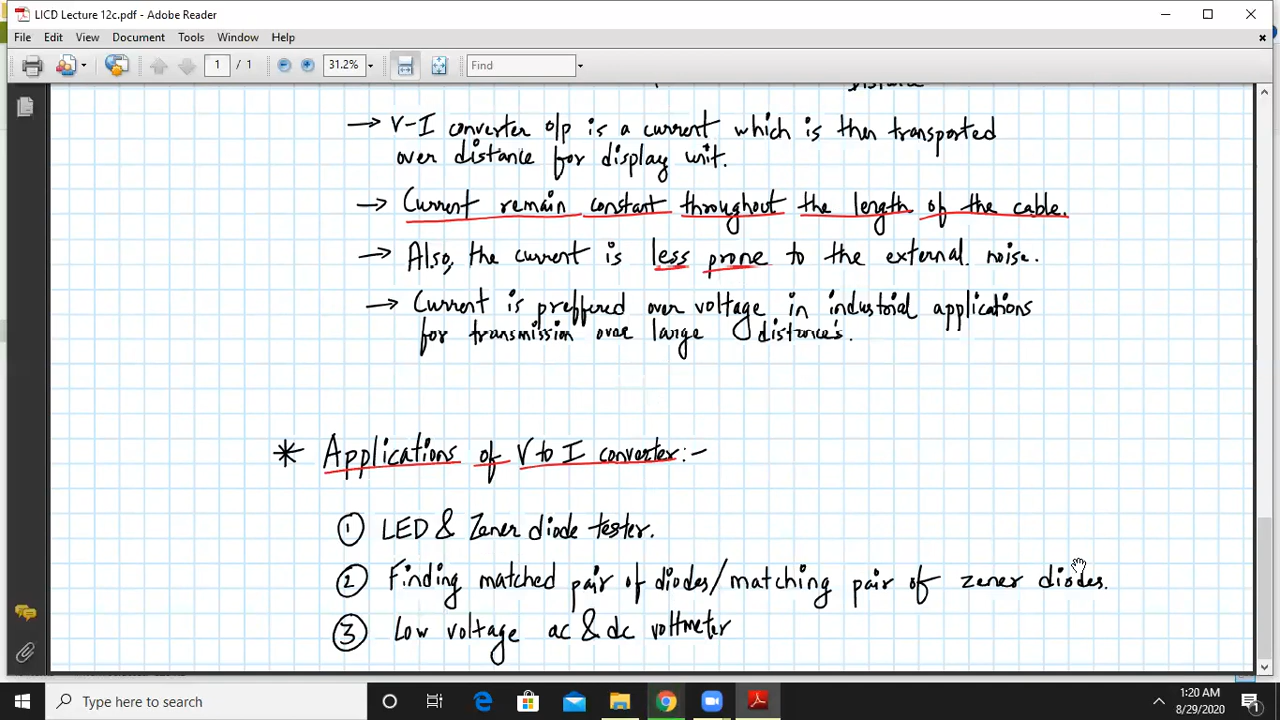 LICD Lecture 12c.pdf - Adobe Reader
File Edit View Document Tools Window Help
1 / 1 31.2% Find
Distance
→ V-I converter o/p is a current which is then transported
over distance for display unit.
→ Current remain constant throughout the length of the cable.
→ Also, the current is less prone to the external noise.
→ Current is preffered over voltage in industrial applications
for transmission over large distance's.
* Applications of V to I converter:-
① LED & Zener diode tester.
② Finding matched pair of diodes/matching pair of zener diodes.
③ Low voltage ac & dc voltmeter
Type here to search
1:20 AM
8/29/2020
1